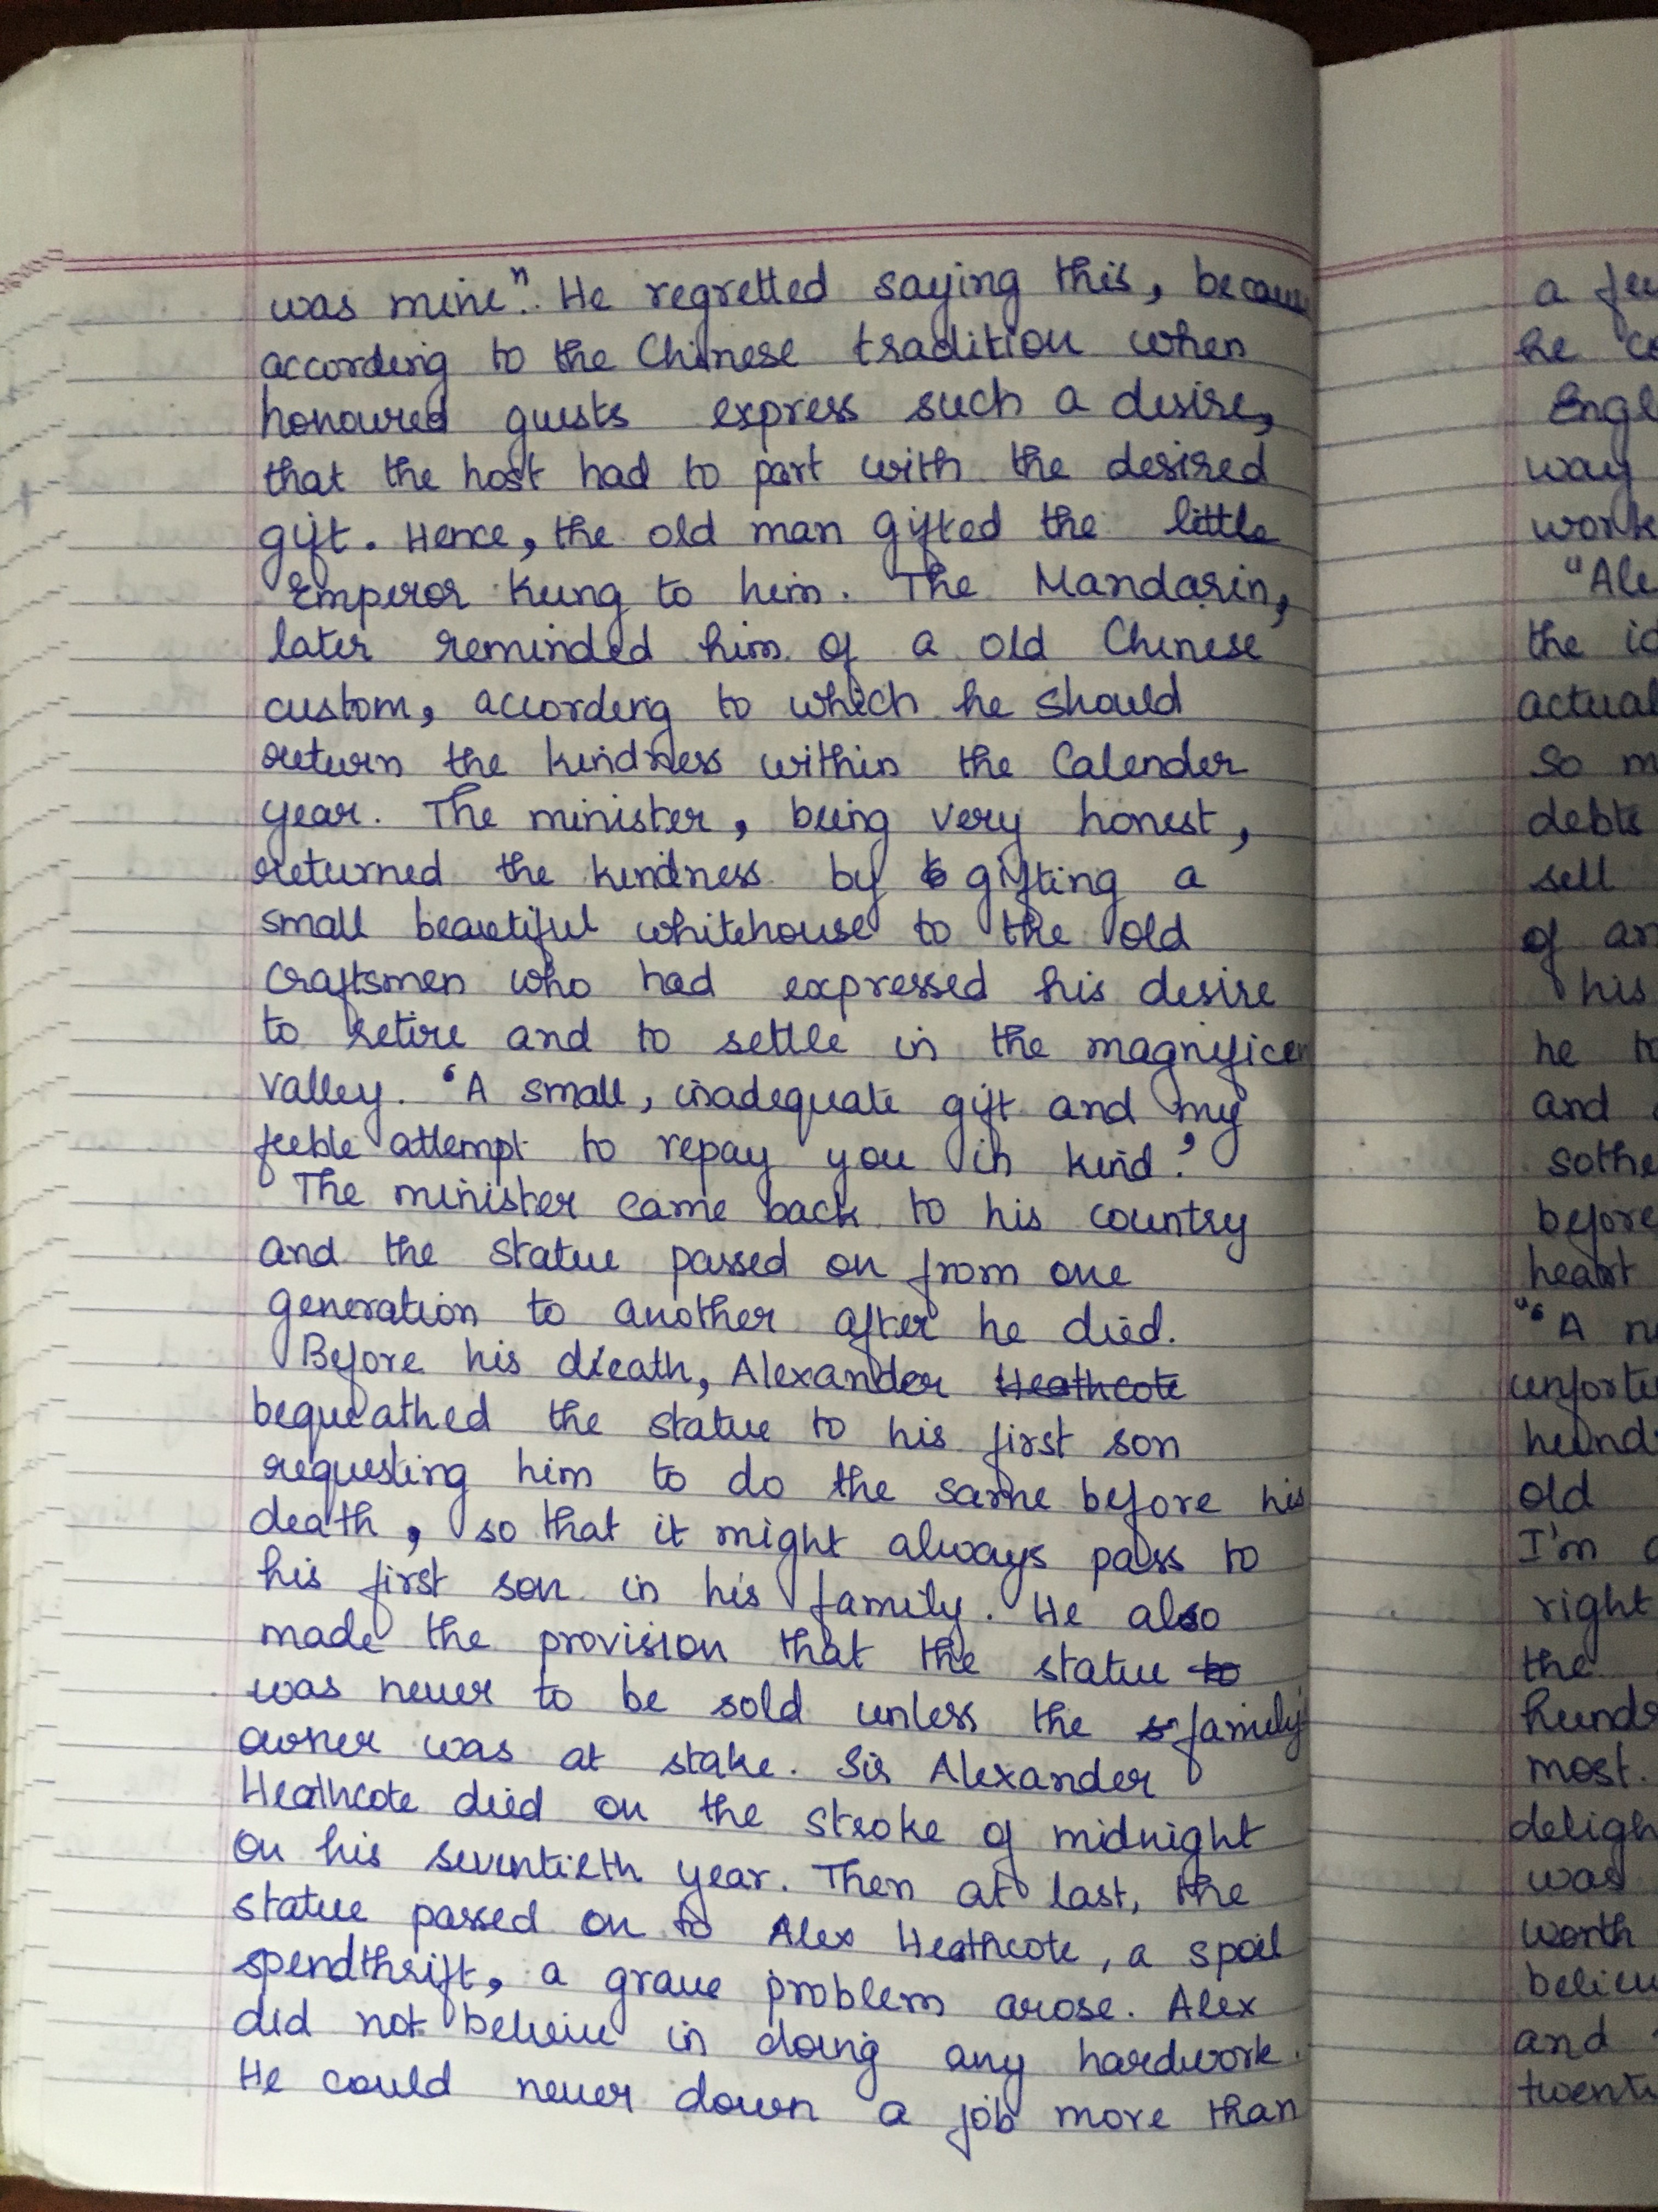 was mine". He regretted saying this, becau
according to the Chinese tradition when
honoured guests express such a desire,
that the host had to part with the desired
gift. Hence, the old man gifted the little
Emperor Kung to him. The Mandarin,
later reminded him of a old Chinese
custom, according to which he should
return the kindness within the Calender
year. The minister, being very honest,
returned the kindness by gifting a
small beautiful whitehouse to the old
craftsmen who had expressed his desire
to retire and to settle in the magnificen
valley. 'A small, inadequate gift and my
feeble attempt to repay you in kind.'
The minister came back to his country
and the statue passed on from one
generation to another after he died.
Before his death, Alexander Heathcote
bequeathed the statue to his first son
requesting him to do the same before his
death, so that it might always pass to
his first son in his family. He also
made the provision that the statue to
was never to be sold unless the family
owner was at stake. Sir Alexander
Heathcote died on the stroke of midnight
on his seventieth year. Then at last, the
statue passed on to Alex Heathcote, a spoil
spendthrift, a grave problem arose. Alex
did not believe in doing any hardwork.
He could never down a job more than
a
he
Engl
way
work
"Ale
the
actual
So
debts
sell
of
his
he
and
sothe
before
heart
"'A
unfortu
hund
old
I'm
right
the
hundr
most.
deligh
was
worth
believ
and
twent